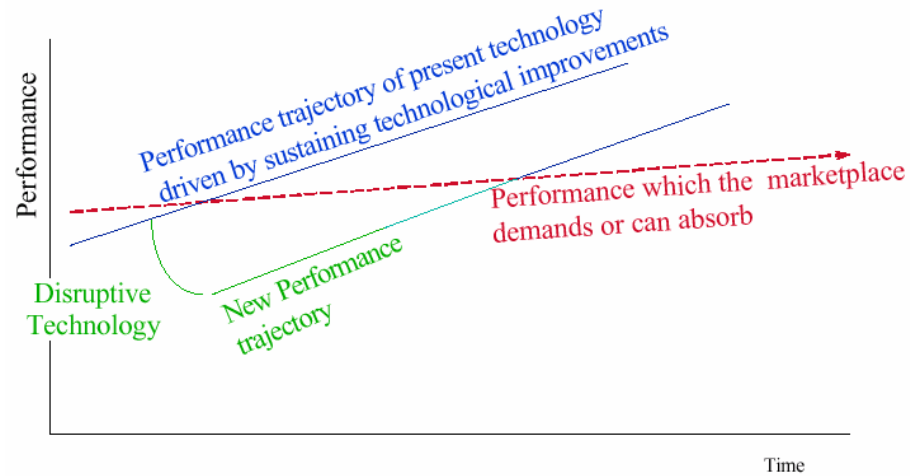 Performance
Performance trajectory of present technology
driven by sustaining technological improvements
Performance which the marketplace
demands or can absorb
Disruptive
Technology
New Performance
trajectory
Time